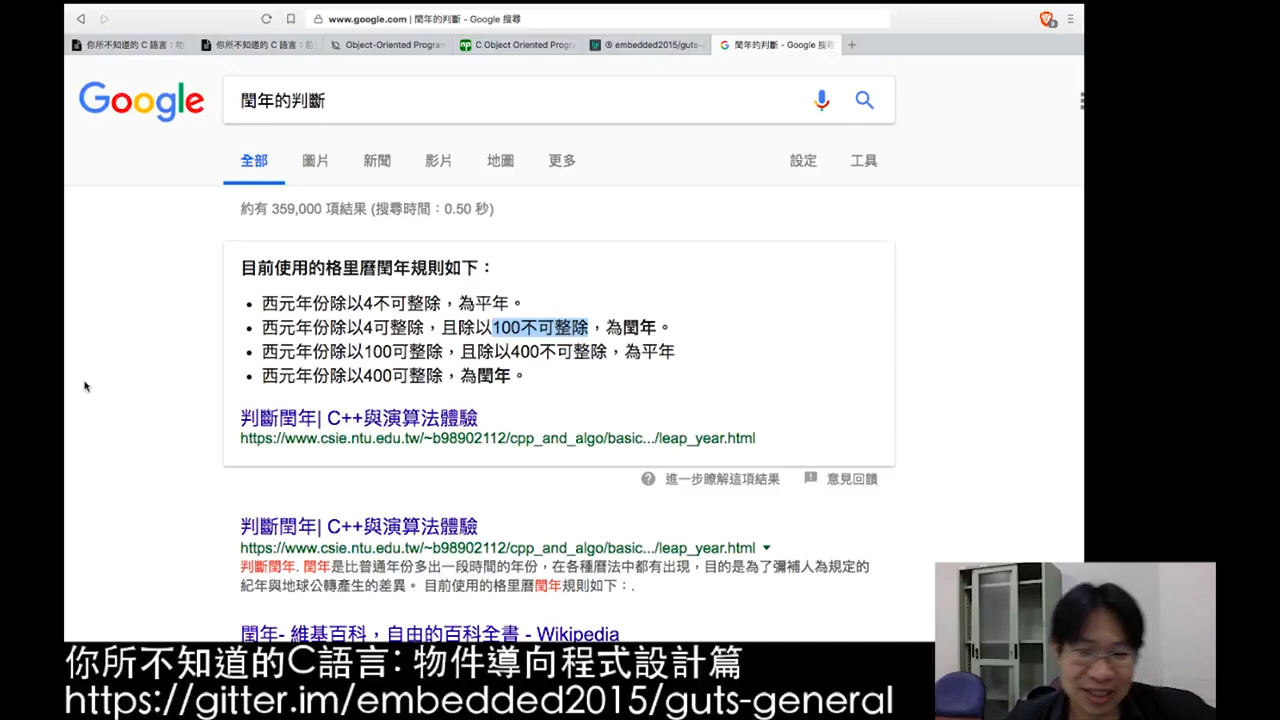 www.google.com | 閏年的判斷 - Google 搜尋
你所不知道的 C 語言：物
你所不知道的 C 語言：前
Object-Oriented Program
C Object Oriented Progra
embedded2015/guts-
閏年的判斷 - Google 搜尋
Google
閏年的判斷
全部 圖片 新聞 影片 地圖 更多 設定 工具
約有 359,000 項結果 (搜尋時間：0.50 秒)
目前使用的格里曆閏年規則如下：
• 西元年份除以4不可整除，為平年。
• 西元年份除以4可整除，且除以100不可整除，為閏年。
• 西元年份除以100可整除，且除以400不可整除，為平年
• 西元年份除以400可整除，為閏年。
判斷閏年| C++與演算法體驗
https://www.csie.ntu.edu.tw/~b98902112/cpp_and_algo/basic.../leap_year.html
進一步瞭解這項結果 意見回饋
判斷閏年| C++與演算法體驗
https://www.csie.ntu.edu.tw/~b98902112/cpp_and_algo/basic.../leap_year.html
判斷閏年. 閏年是比普通年份多出一段時間的年份，在各種曆法中都有出現，目的是為了彌補人為規定的
紀年與地球公轉產生的差異。 目前使用的格里曆閏年規則如下：.
閏年- 維基百科，自由的百科全書 - Wikipedia
你所不知道的C語言: 物件導向程式設計篇
https://gitter.im/embedded2015/guts-general